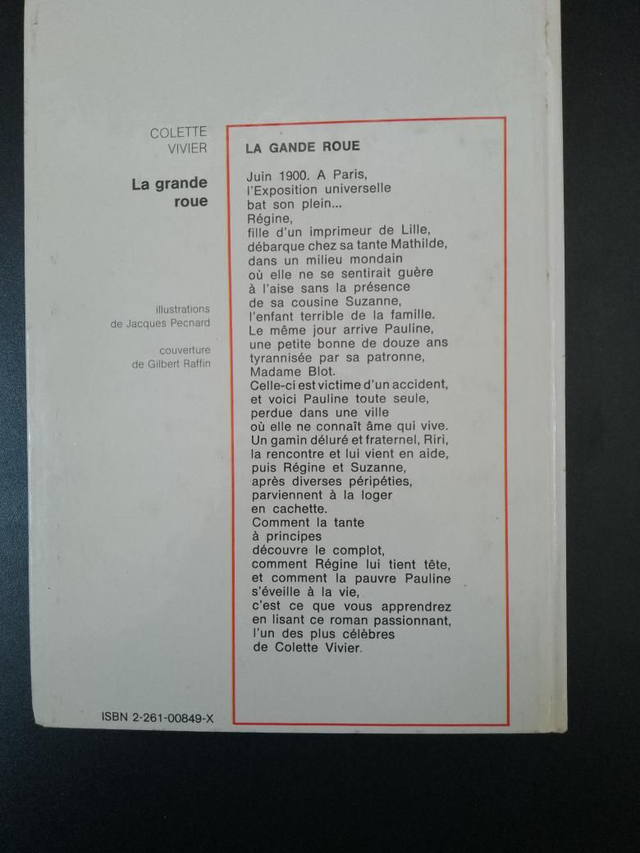 COLETTE
VIVIER
La grande
roue
illustrations
de Jacques Pecnard
couverture
de Gilbert Raffin
LA GANDE ROUE
Juin 1900. A Paris,
l'Exposition universelle
bat son plein...
Régine,
fille d'un imprimeur de Lille,
débarque chez sa tante Mathilde,
dans un milieu mondain
où elle ne se sentirait guère
à l'aise sans la présence
de sa cousine Suzanne,
l'enfant terrible de la famille.
Le même jour arrive Pauline,
une petite bonne de douze ans
tyrannisée par sa patronne,
Madame Blot.
Celle-ci est victime d'un accident,
et voici Pauline toute seule,
perdue dans une ville
où elle ne connaît âme qui vive.
Un gamin déluré et fraternel, Riri,
la rencontre et lui vient en aide,
puis Régine et Suzanne,
après diverses péripéties,
parviennent à la loger
en cachette.
Comment la tante
à principes
découvre le complot,
comment Régine lui tient tête,
et comment la pauvre Pauline
s'éveille à la vie,
c'est ce que vous apprendrez
en lisant ce roman passionnant,
l'un des plus célèbres
de Colette Vivier.
ISBN 2-261-00849-X